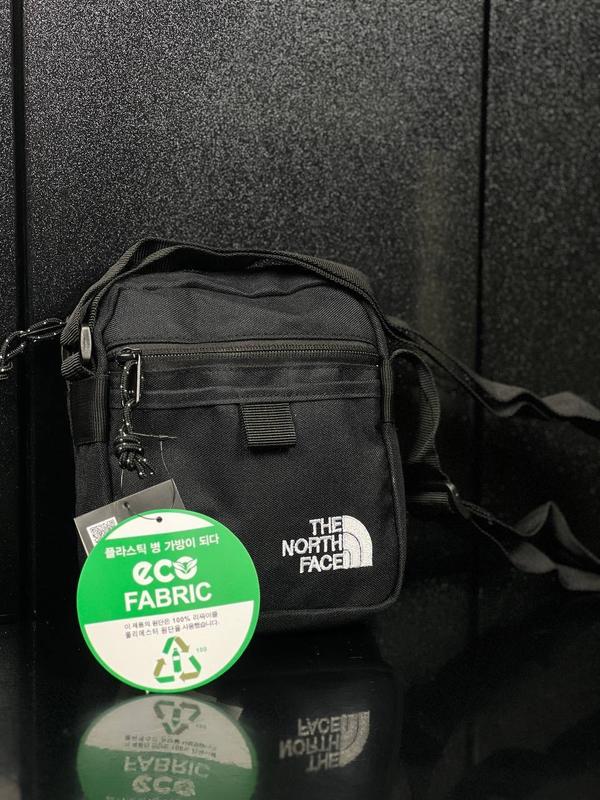 THE
NORTH
FACE
플라스틱 병 가방이 되다
eco
FABRIC
이 제품의 원단은 100% 리싸이클
폴리에스터 원단을 사용했습니다.
100